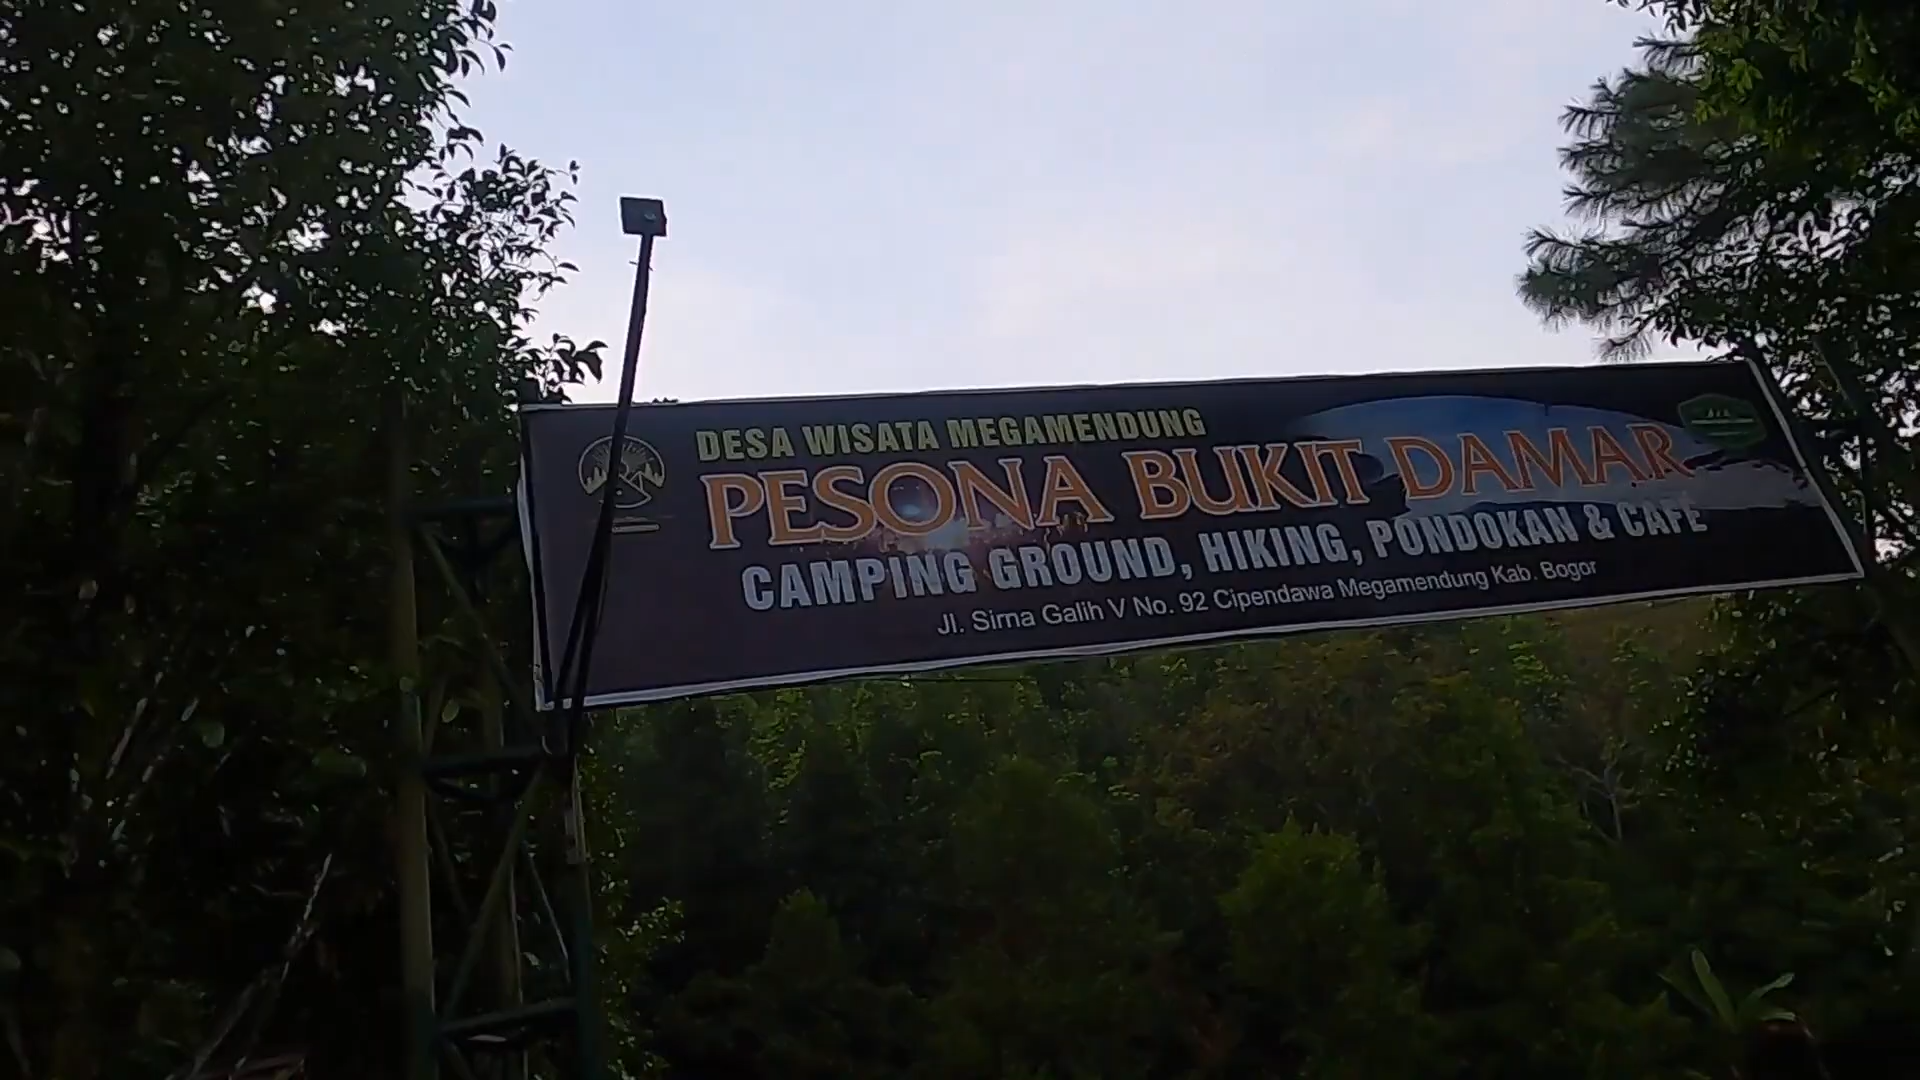 DESA WISATA MEGAMENDUNG
PESONA BUKIT DAMAR
CAMPING GROUND, HIKING, PONDOKAN & CAFE
Jl. Sirna Galih V No. 92 Cipendawa Megamendung Kab. Bogor